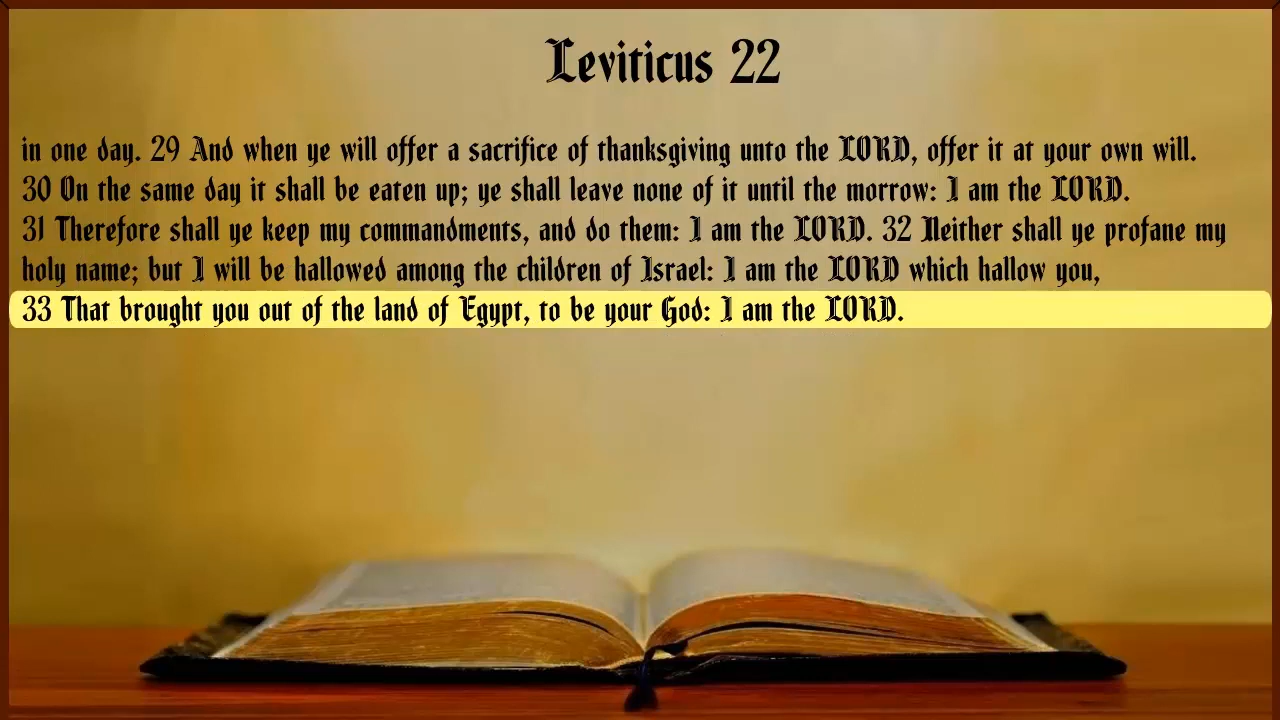 Leviticus 22
in one day. 29 And when ye will offer a sacrifice of thanksgiving unto the LORD, offer it at your own will.
30 On the same day it shall be eaten up; ye shall leave none of it until the morrow: I am the LORD.
31 Therefore shall ye keep my commandments, and do them: I am the LORD. 32 Neither shall ye profane my
holy name; but I will be hallowed among the children of Israel: I am the LORD which hallow you,
33 That brought you out of the land of Egypt, to be your God: I am the LORD.